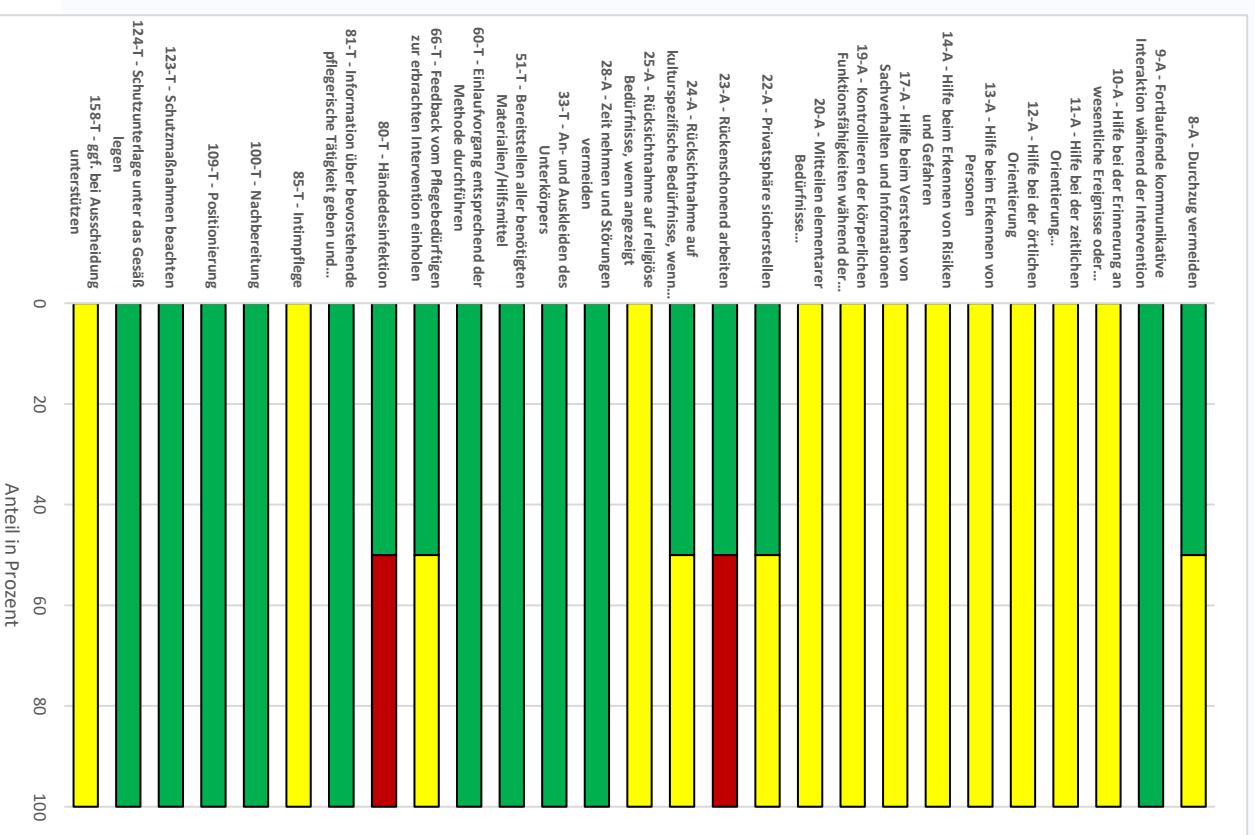 8-A - Durchzug vermeiden
9-A - Fortlaufende kommunikative
Interaktion während der Intervention
10-A - Hilfe bei der Erinnerung an
wesentliche Ereignisse oder...
11-A - Hilfe bei der zeitlichen
Orientierung...
12-A - Hilfe bei der örtlichen
Orientierung
13-A - Hilfe beim Erkennen von
Personen
14-A - Hilfe beim Erkennen von Risiken
und Gefahren
17-A - Hilfe beim Verstehen von
Sachverhalten und Informationen
19-A - Kontrollieren der körperlichen
Funktionsfähigkeiten während der...
20-A - Mitteilen elementarer
Bedürfnisse...
22-A - Privatsphäre sicherstellen
23-A - Rückenschonend arbeiten
24-A - Rücksichtnahme auf
kulturspezifische Bedürfnisse, wenn...
25-A - Rücksichtnahme auf religiöse
Bedürfnisse, wenn angezeigt
28-A - Zeit nehmen und Störungen
vermeiden
33-T - An- und Auskleiden des
Unterkörpers
51-T - Bereitstellen aller benötigten
Materialien/Hilfsmittel
60-T - Einlaufvorgang entsprechend der
Methode durchführen
66-T - Feedback vom Pflegebedürftigen
zur erbrachten Intervention einholen
80-T - Händedesinfektion
81-T - Information über bevorstehende
pflegerische Tätigkeit geben und...
85-T - Intimpflege
100-T - Nachbereitung
109-T - Positionierung
123-T - Schutzmaßnahmen beachten
124-T - Schutzunterlage unter das Gesäß
legen
158-T - ggf. bei Ausscheidung
unterstützen
0
20
40
60
80
100
Anteil in Prozent